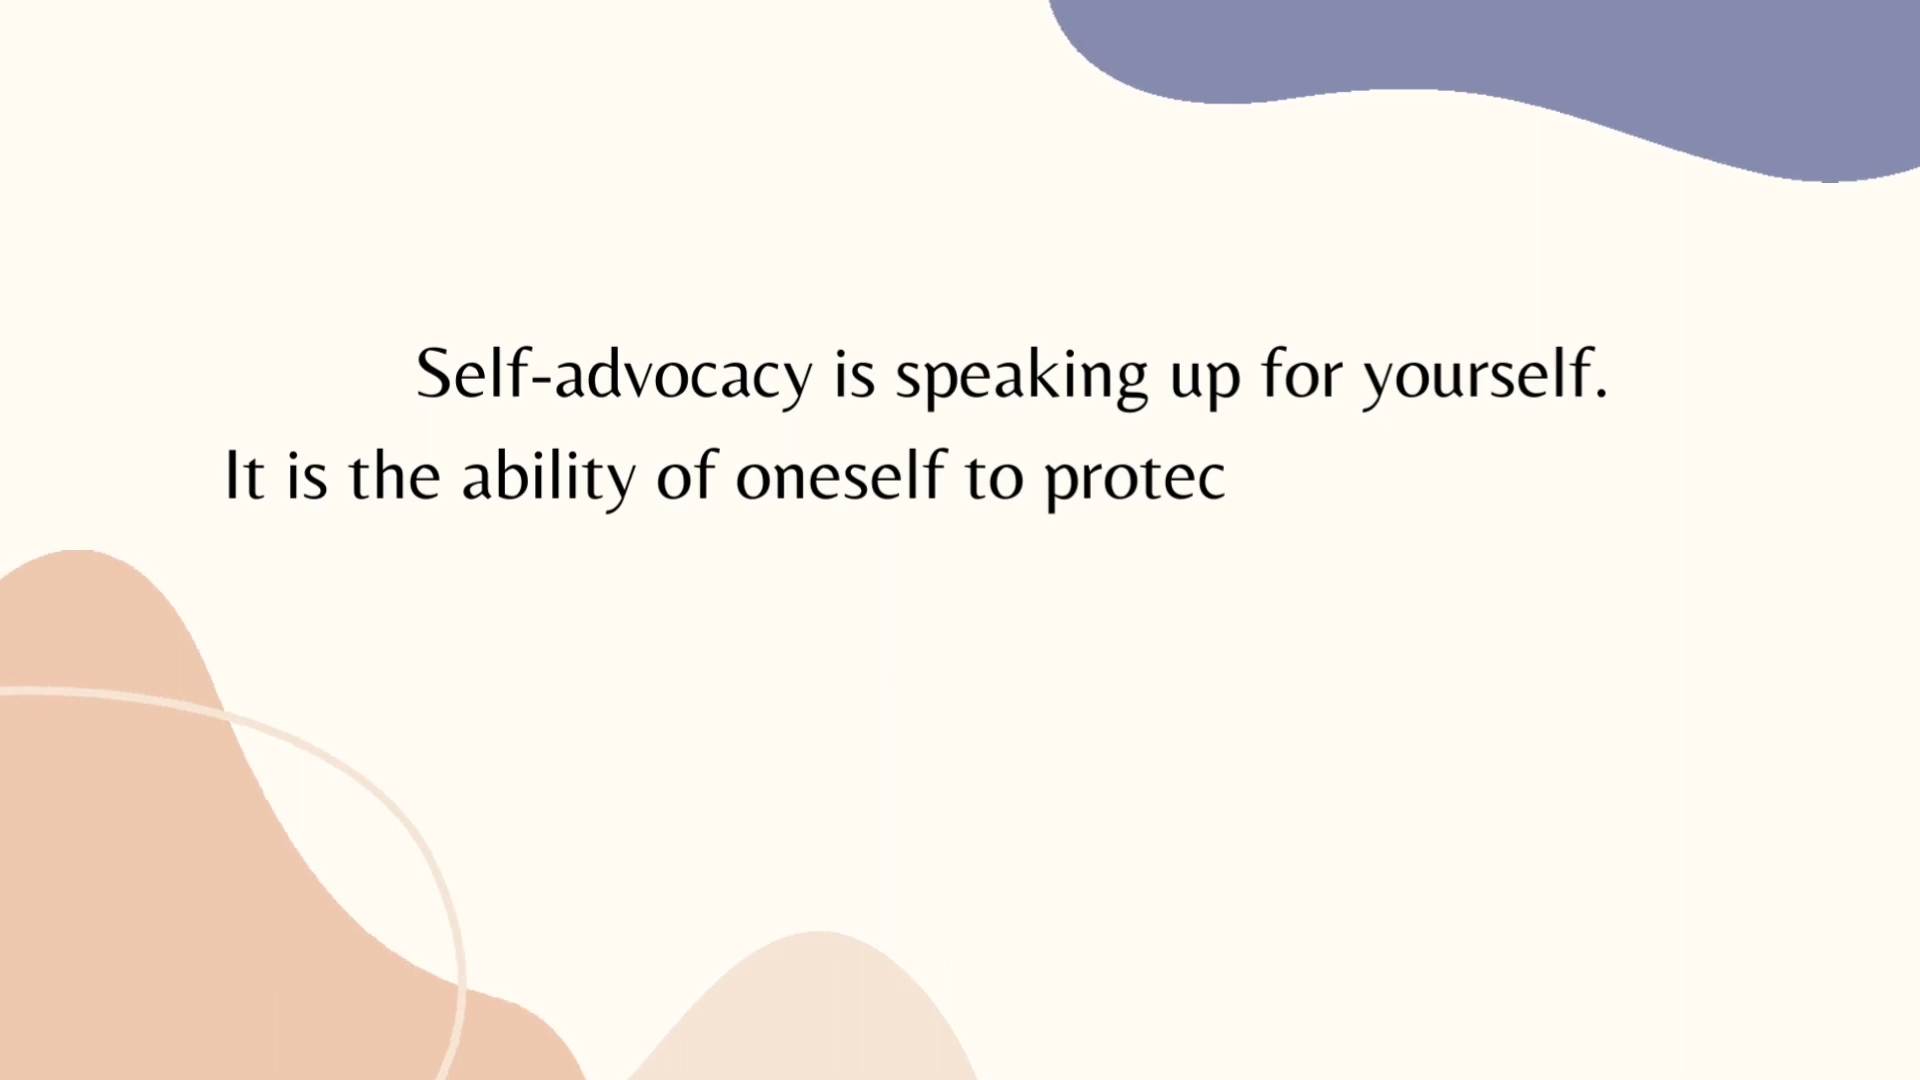 Self-advocacy is speaking up for yourself.
It is the ability of oneself to protec